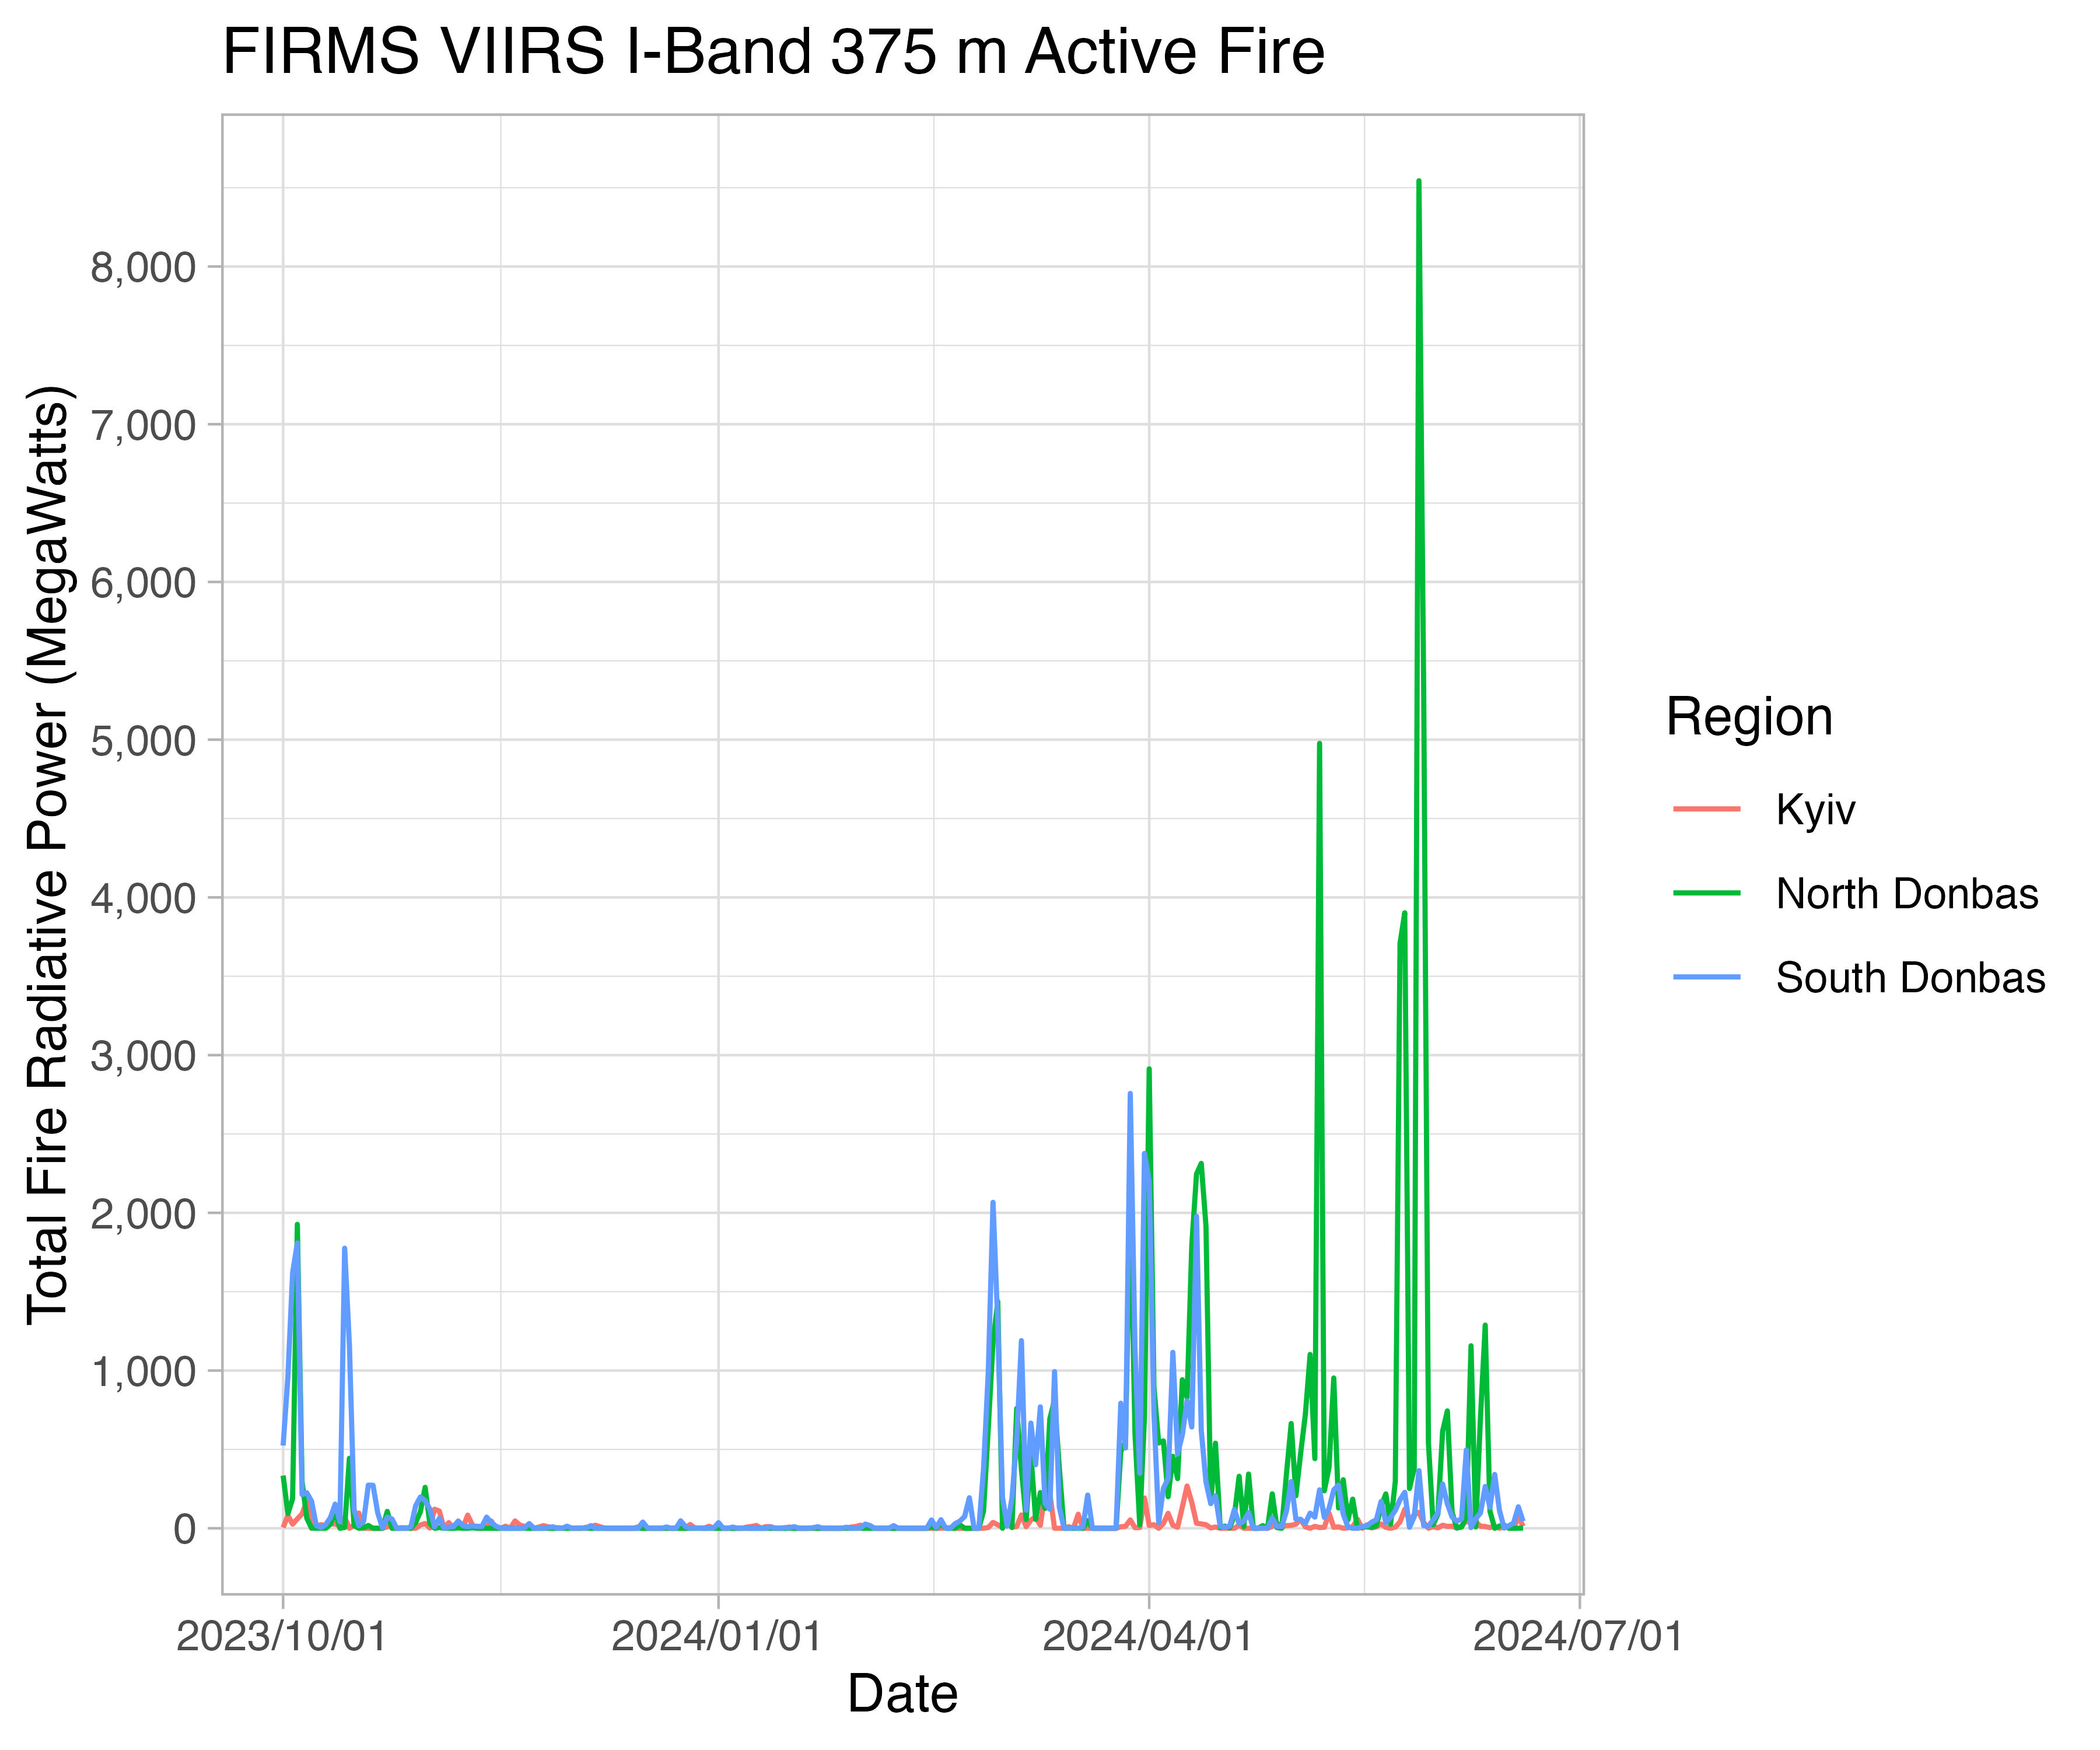 FIRMS VIIRS I-Band 375 m Active Fire
Total Fire Radiative Power (MegaWatts)
8,000
7,000
6,000
5,000
4,000
3,000
2,000
1,000
0
2023/10/01
2024/01/01
2024/04/01
2024/07/01
Date
Region
Kyiv
North Donbas
South Donbas